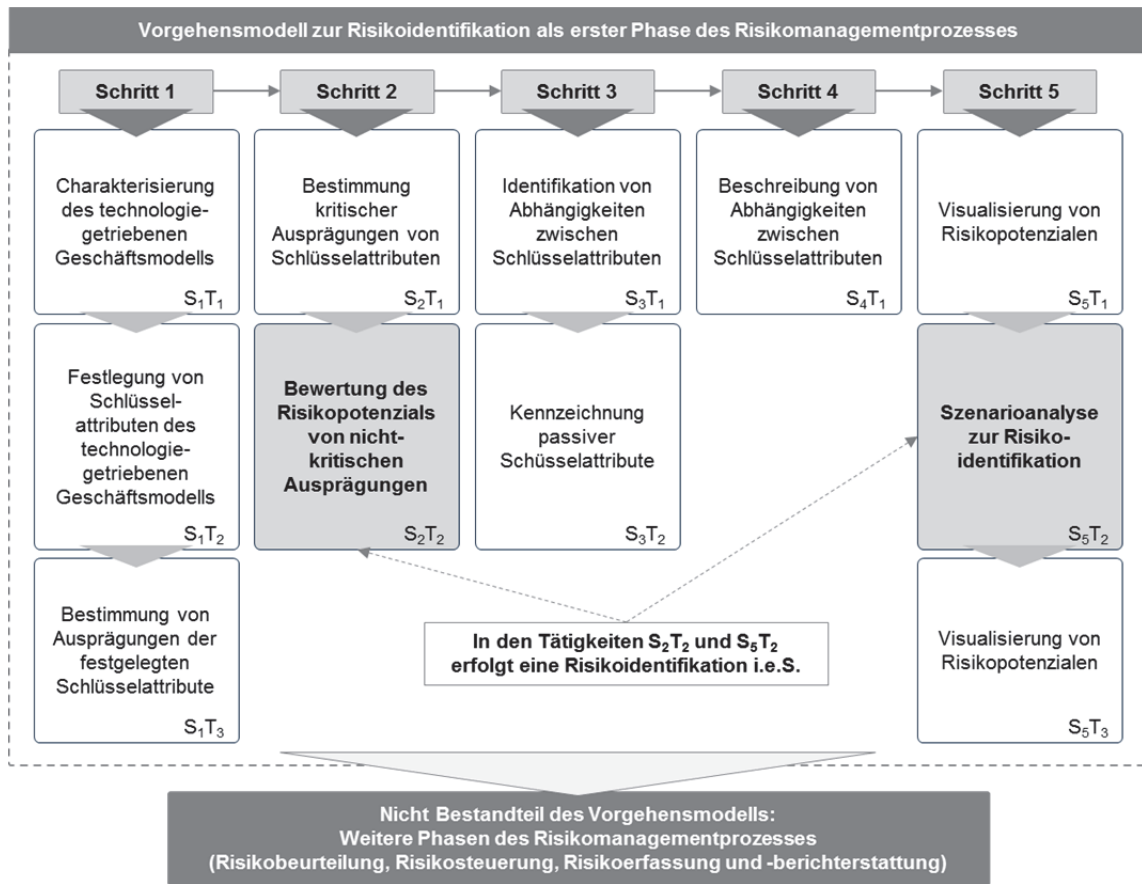 Vorgehensmodell zur Risikoidentifikation als erster Phase des Risikomanagementprozesses
Schritt 1
Schritt 2
Schritt 3
Schritt 4
Schritt 5
Charakterisierung
des technologie-
getriebenen
Geschäftsmodells
S₁T₁
Bestimmung
kritischer
Ausprägungen von
Schlüsselattributen
S₂T₁
Identifikation von
Abhängigkeiten
zwischen
Schlüsselattributen
S₃T₁
Beschreibung von
Abhängigkeiten
zwischen
Schlüsselattributen
S₄T₁
Visualisierung von
Risikopotenzialen
S₅T₁
Festlegung von
Schlüssel-
attributen des
technologie-
getriebenen
Geschäftsmodells
S₁T₂
Bewertung des
Risikopotenzials
von nicht-
kritischen
Ausprägungen
S₂T₂
Kennzeichnung
passiver
Schüsselattribute
S₃T₂
Szenarioanalyse
zur Risiko-
identifikation
S₅T₂
Bestimmung von
Ausprägungen der
festgelegten
Schlüsselattribute
S₁T₃
In den Tätigkeiten S₂T₂ und S₅T₂
erfolgt eine Risikoidentifikation i.e.S.
Visualisierung von
Risikopotenzialen
S₅T₃
Nicht Bestandteil des Vorgehensmodells:
Weitere Phasen des Risikomanagementprozesses
(Risikobeurteilung, Risikosteuerung, Risikoerfassung und -berichterstattung)